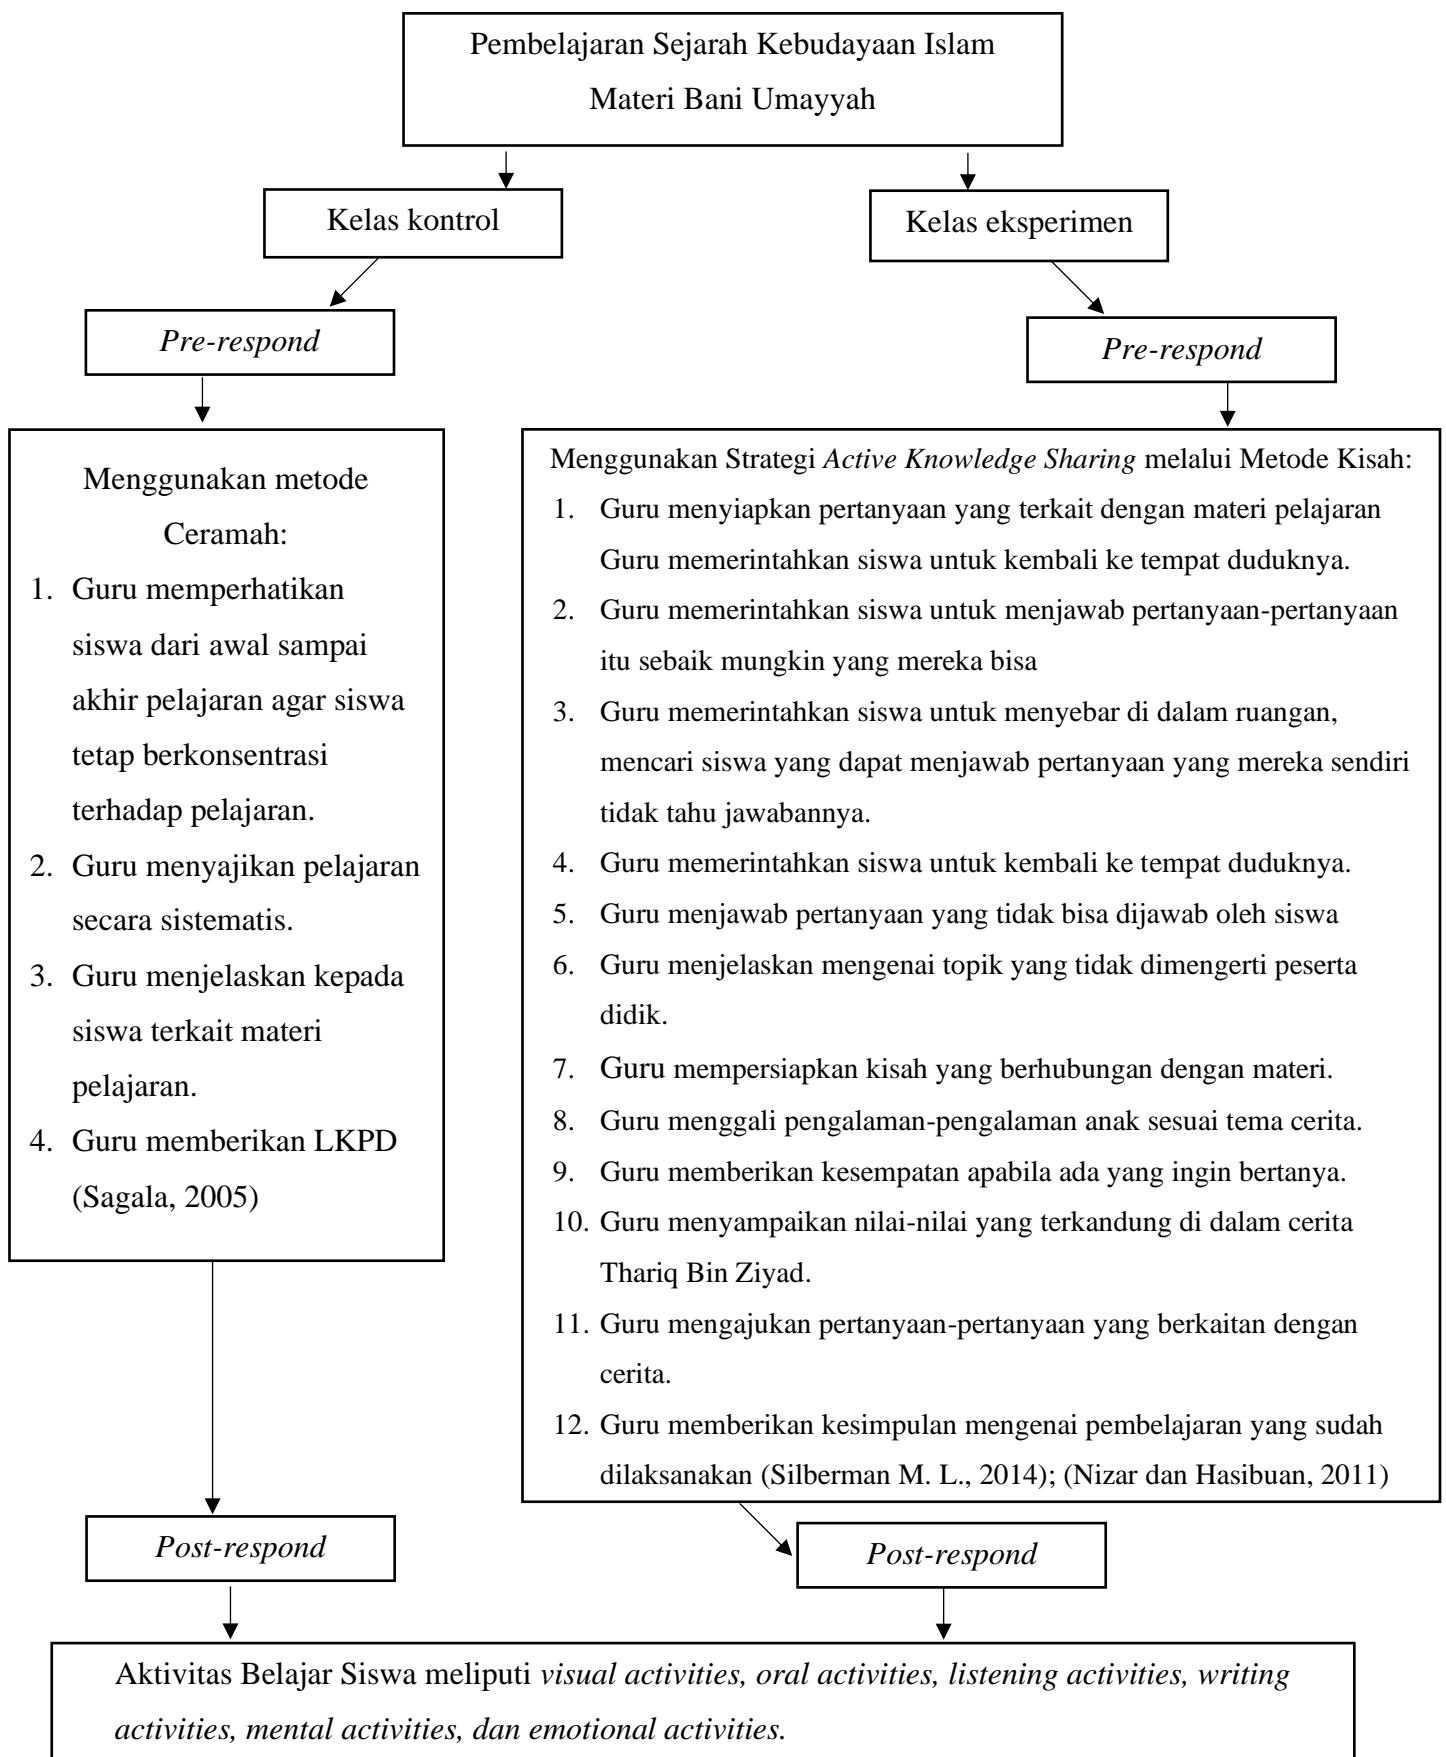 Pembelajaran Sejarah Kebudayaan Islam
Materi Bani Umayyah
Kelas kontrol
Kelas eksperimen
Pre-respond
Pre-respond
Menggunakan metode
Ceramah:
1. Guru memperhatikan
siswa dari awal sampai
akhir pelajaran agar siswa
tetap berkonsentrasi
terhadap pelajaran.
2. Guru menyajikan pelajaran
secara sistematis.
3. Guru menjelaskan kepada
siswa terkait materi
pelajaran.
4. Guru memberikan LKPD
(Sagala, 2005)
Menggunakan Strategi Active Knowledge Sharing melalui Metode Kisah:
1. Guru menyiapkan pertanyaan yang terkait dengan materi pelajaran
Guru memerintahkan siswa untuk kembali ke tempat duduknya.
2. Guru memerintahkan siswa untuk menjawab pertanyaan-pertanyaan
itu sebaik mungkin yang mereka bisa
3. Guru memerintahkan siswa untuk menyebar di dalam ruangan,
mencari siswa yang dapat menjawab pertanyaan yang mereka sendiri
tidak tahu jawabannya.
4. Guru memerintahkan siswa untuk kembali ke tempat duduknya.
5. Guru menjawab pertanyaan yang tidak bisa dijawab oleh siswa
6. Guru menjelaskan mengenai topik yang tidak dimengerti peserta
didik.
7. Guru mempersiapkan kisah yang berhubungan dengan materi.
8. Guru menggali pengalaman-pengalaman anak sesuai tema cerita.
9. Guru memberikan kesempatan apabila ada yang ingin bertanya.
10. Guru menyampaikan nilai-nilai yang terkandung di dalam cerita
Thariq Bin Ziyad.
11. Guru mengajukan pertanyaan-pertanyaan yang berkaitan dengan
cerita.
12. Guru memberikan kesimpulan mengenai pembelajaran yang sudah
dilaksanakan (Silberman M. L., 2014); (Nizar dan Hasibuan, 2011)
Post-respond
Post-respond
Aktivitas Belajar Siswa meliputi visual activities, oral activities, listening activities, writing
activities, mental activities, dan emotional activities.